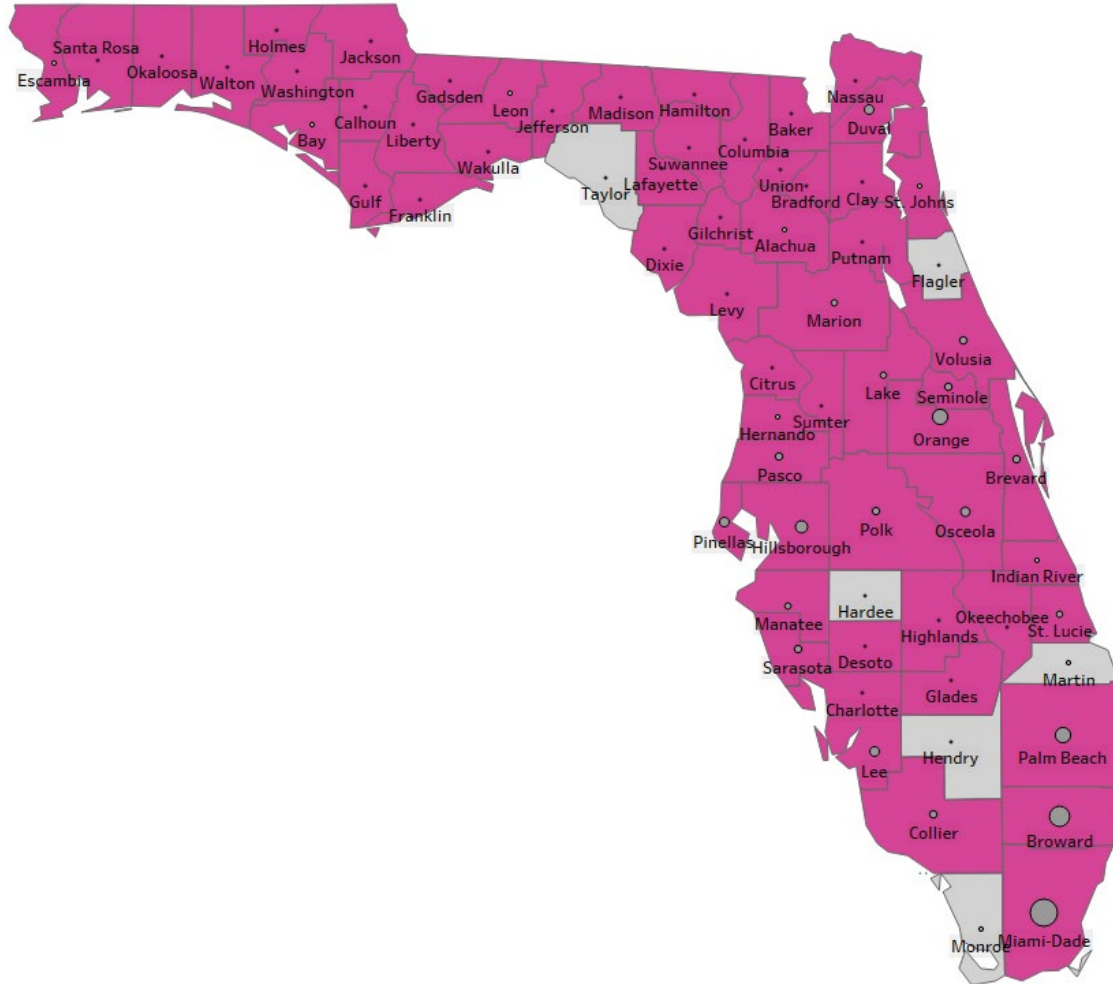 Santa Rosa
Escambia
Okaloosa
Walton
Holmes
Washington
Jackson
Bay
Calhoun
Gulf
Liberty
Franklin
Gadsden
Leon
Wakulla
Jefferson
Madison
Taylor
Hamilton
Suwannee
Lafayette
Columbia
Baker
Union
Bradford
Nassau
Duval
Clay
St. Johns
Gilchrist
Alachua
Putnam
Dixie
Flagler
Levy
Marion
Volusia
Citrus
Lake
Seminole
Sumter
Hernando
Orange
Pasco
Brevard
Pinellas
Hillsborough
Polk
Osceola
Indian River
Manatee
Hardee
Highlands
Okeechobee
St. Lucie
Sarasota
Desoto
Martin
Charlotte
Glades
Lee
Hendry
Palm Beach
Collier
Broward
Monroe
Miami-Dade